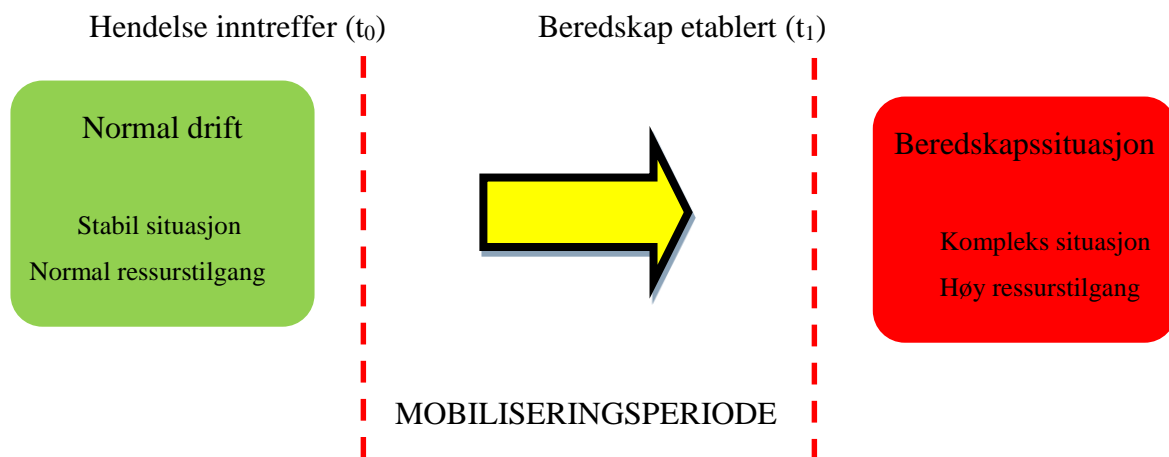 Hendelse inntreffer (t₀)
Beredskap etablert (t₁)
Normal drift
Stabil situasjon
Normal ressurstilgang
Beredskapssituasjon
Kompleks situasjon
Høy ressurstilgang
MOBILISERINGSPERIODE